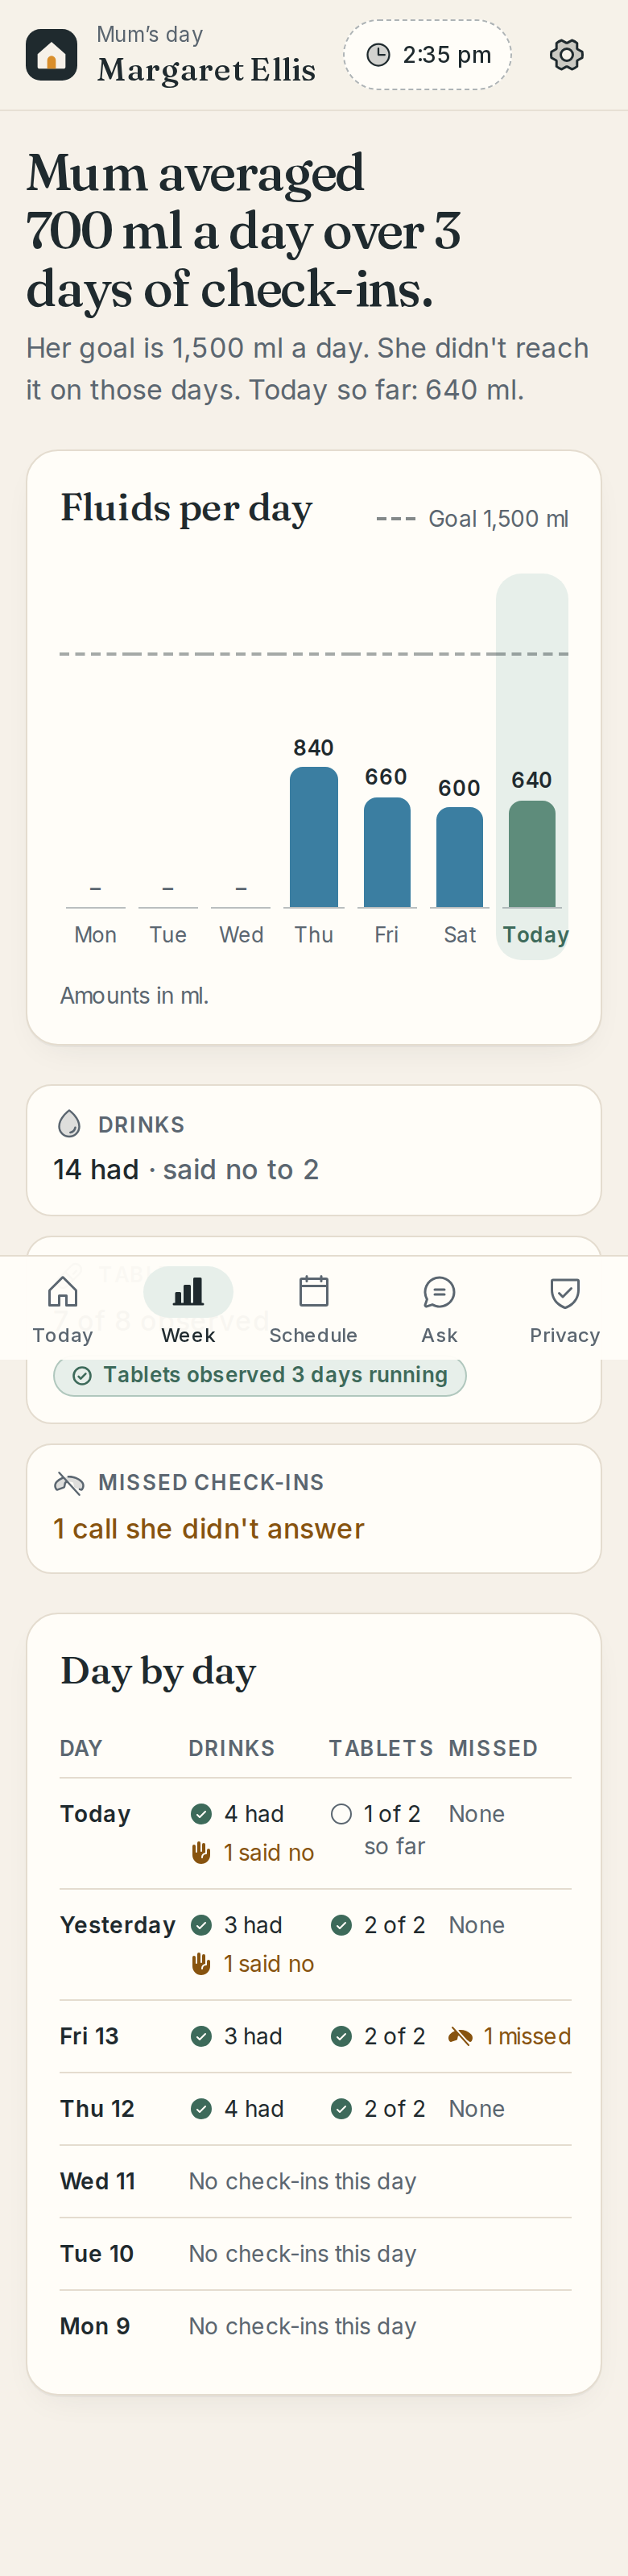 Mum's day
Margaret Ellis
2:35 pm
Mum averaged
700 ml a day over 3
days of check-ins.
Her goal is 1,500 ml a day. She didn't reach
it on those days. Today so far: 640 ml.
Fluids per day
Goal 1,500 ml
840
660
600
640
–
–
–
Mon
Tue
Wed
Thu
Fri
Sat
Today
Amounts in ml.
DRINKS
14 had · said no to 2
TABL
7 of 8 observed
Today
Week
Schedule
Ask
Privacy
Tablets observed 3 days running
MISSED CHECK-INS
1 call she didn't answer
Day by day
DAY DRINKS TABLETS MISSED
Today 4 had 1 of 2 None
1 said no so far
Yesterday 3 had 2 of 2 None
1 said no
Fri 13 3 had 2 of 2 1 missed
Thu 12 4 had 2 of 2 None
Wed 11 No check-ins this day
Tue 10 No check-ins this day
Mon 9 No check-ins this day